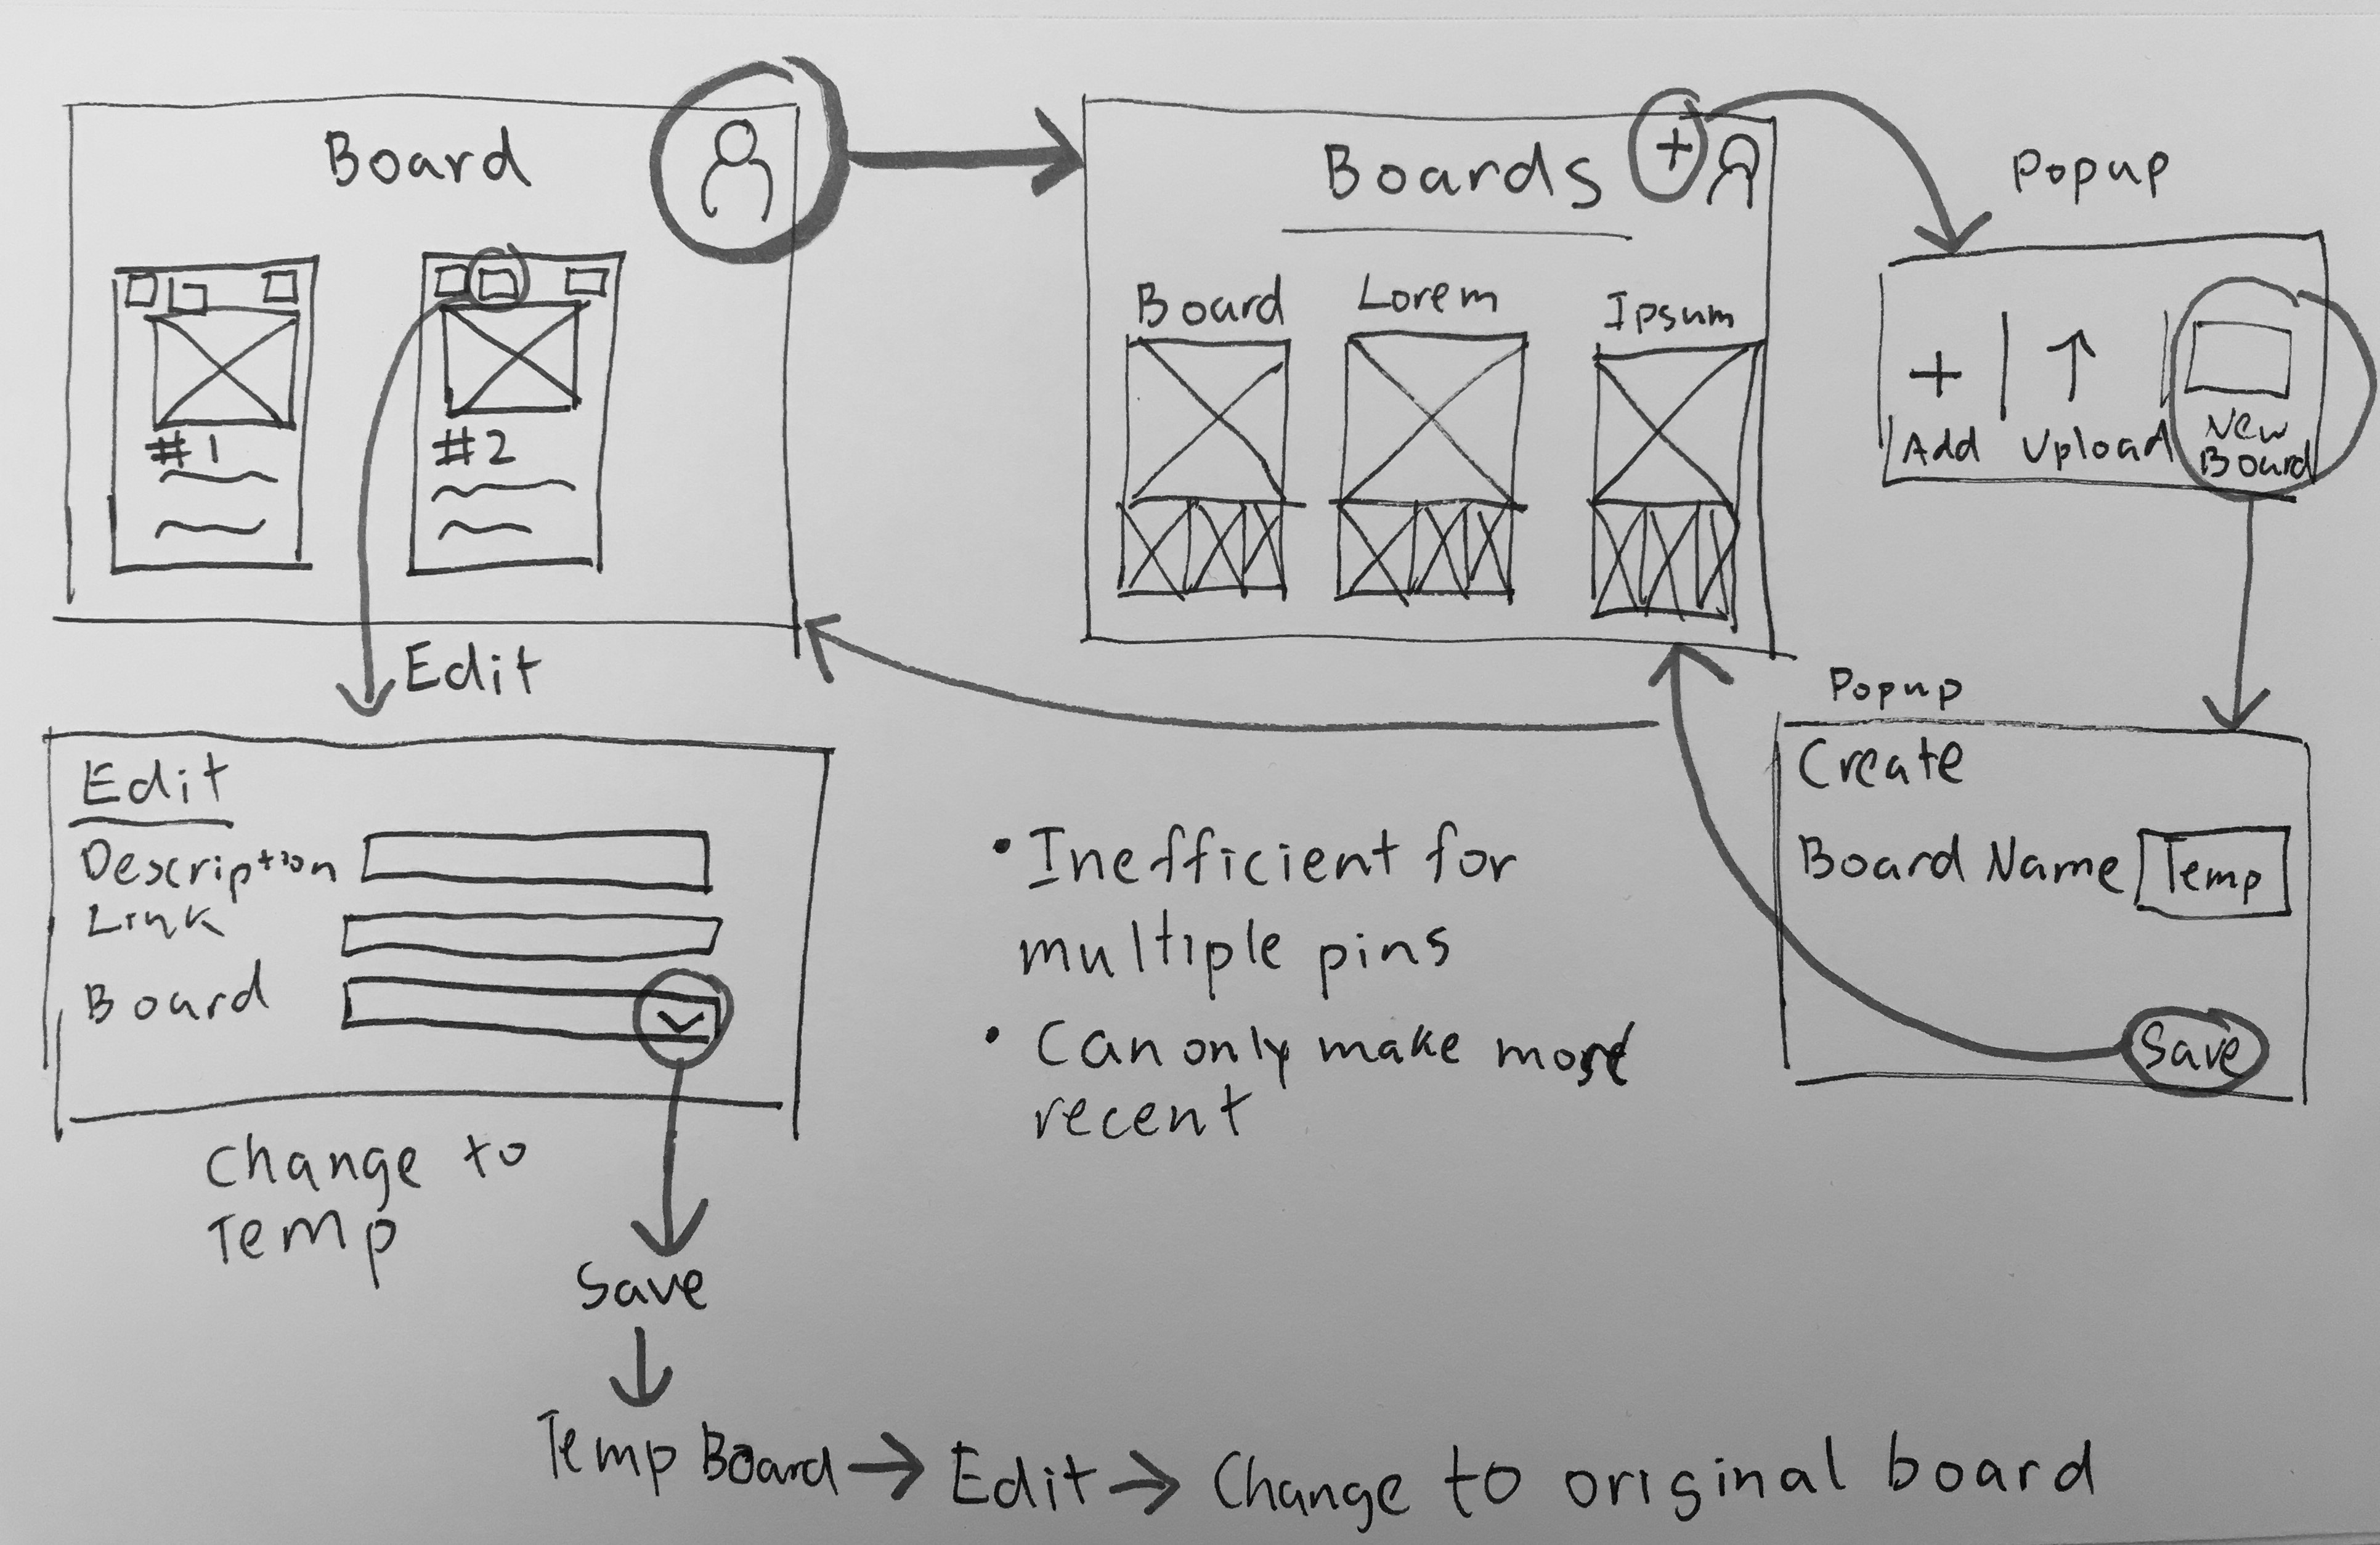 Board
#1
#2
Edit
Boards
+
Board
Lorem
Ipsum
Popup
+
Add
↑
Upload
New
Board
Popup
Create
Board Name
Temp
Save
Edit
Description
Link
Board
Change to
Temp
Save
Temp Board → Edit → Change to original board
• Inefficient for
multiple pins
• Can only make more
recent